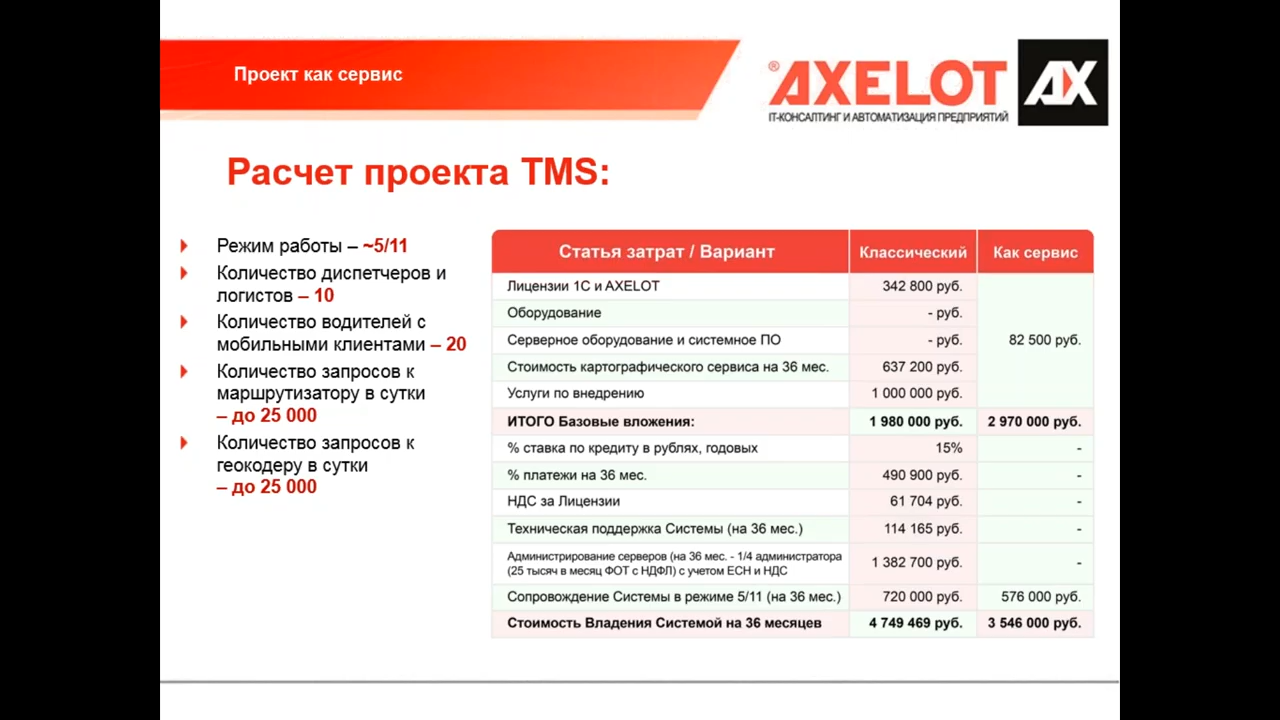 Проект как сервис
® AXELOT AX
IT-КОНСАЛТИНГ И АВТОМАТИЗАЦИЯ ПРЕДПРИЯТИЙ
Расчет проекта TMS:
Режим работы – ~5/11
Количество диспетчеров и
логистов – 10
Количество водителей с
мобильными клиентами – 20
Количество запросов к
маршрутизатору в сутки
– до 25 000
Количество запросов к
геокодеру в сутки
– до 25 000
Статья затрат / Вариант Классический Как сервис
Лицензии 1С и AXELOT 342 800 руб.
Оборудование - руб.
Серверное оборудование и системное ПО - руб. 82 500 руб.
Стоимость картографического сервиса на 36 мес. 637 200 руб.
Услуги по внедрению 1 000 000 руб.
ИТОГО Базовые вложения: 1 980 000 руб. 2 970 000 руб.
% ставка по кредиту в рублях, годовых 15% -
% платежи на 36 мес. 490 900 руб. -
НДС за Лицензии 61 704 руб. -
Техническая поддержка Системы (на 36 мес.) 114 165 руб. -
Администрирование серверов (на 36 мес. - 1/4 администратора
(25 тысяч в месяц ФОТ с НДФЛ) с учетом ЕСН и НДС 1 382 700 руб. -
Сопровождение Системы в режиме 5/11 (на 36 мес.) 720 000 руб. 576 000 руб.
Стоимость Владения Системой на 36 месяцев 4 749 469 руб. 3 546 000 руб.